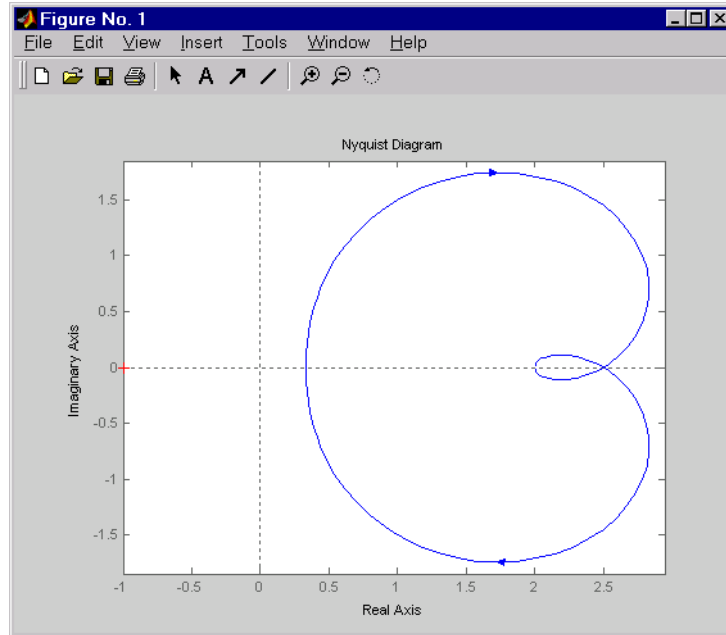 Figure No. 1
File Edit View Insert Tools Window Help
A
Nyquist Diagram
1.5
1
0.5
0
-0.5
-1
-1.5
Imaginary Axis
-1 -0.5 0 0.5 1 1.5 2 2.5
Real Axis